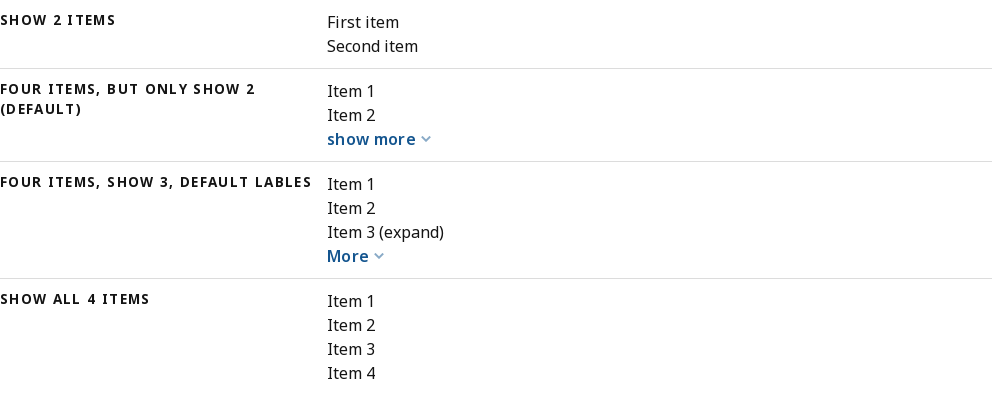 SHOW 2 ITEMS
First item
Second item
FOUR ITEMS, BUT ONLY SHOW 2
(DEFAULT)
Item 1
Item 2
show more
FOUR ITEMS, SHOW 3, DEFAULT LABLES
Item 1
Item 2
Item 3 (expand)
More
SHOW ALL 4 ITEMS
Item 1
Item 2
Item 3
Item 4